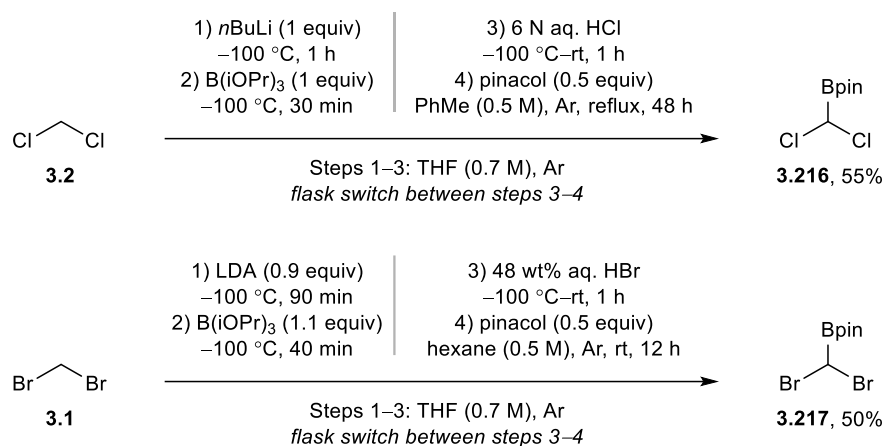 1) nBuLi (1 equiv)
–100 °C, 1 h
2) B(iOPr)3 (1 equiv)
–100 °C, 30 min
3) 6 N aq. HCl
–100 °C–rt, 1 h
4) pinacol (0.5 equiv)
PhMe (0.5 M), Ar, reflux, 48 h
Cl Cl
3.2
Steps 1–3: THF (0.7 M), Ar
flask switch between steps 3–4
Bpin
Cl Cl
3.216, 55%
1) LDA (0.9 equiv)
–100 °C, 90 min
2) B(iOPr)3 (1.1 equiv)
–100 °C, 40 min
3) 48 wt% aq. HBr
–100 °C–rt, 1 h
4) pinacol (0.5 equiv)
hexane (0.5 M), Ar, rt, 12 h
Br Br
3.1
Steps 1–3: THF (0.7 M), Ar
flask switch between steps 3–4
Bpin
Br Br
3.217, 50%